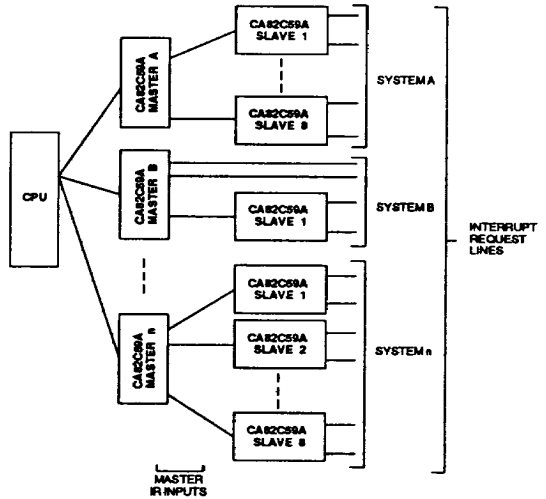 CA82C59A
SLAVE 1
CA82C59A
MASTER A
SYSTEM A
CA82C59A
SLAVE 8
CPU
CA82C59A
MASTER B
CA82C59A
SLAVE 1
SYSTEM B
INTERRUPT
REQUEST
LINES
CA82C59A
SLAVE 1
CA82C59A
MASTER n
CA82C59A
SLAVE 2
SYSTEM n
CA82C59A
SLAVE 8
MASTER
IR INPUTS